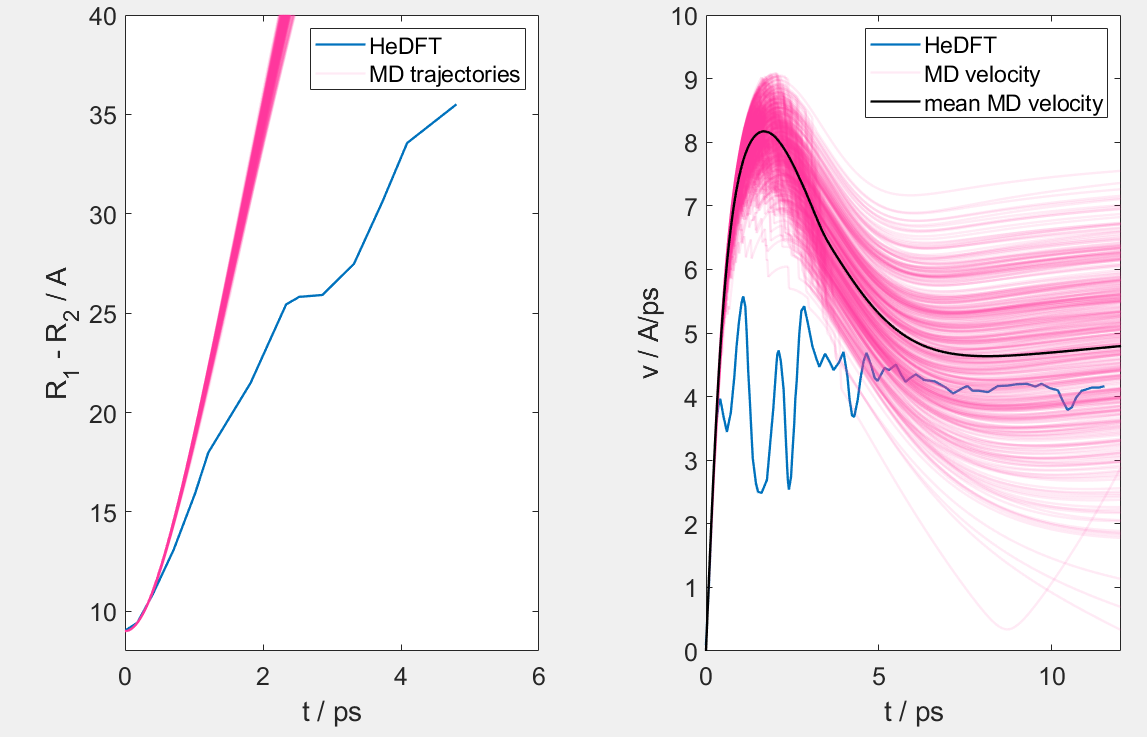 40
35
30
25
20
15
10
0
2
4
6
R1 - R2 / A
t / ps
HeDFT
MD trajectories
10
9
8
7
6
5
4
3
2
1
0
0
5
10
v / A/ps
t / ps
HeDFT
MD velocity
mean MD velocity